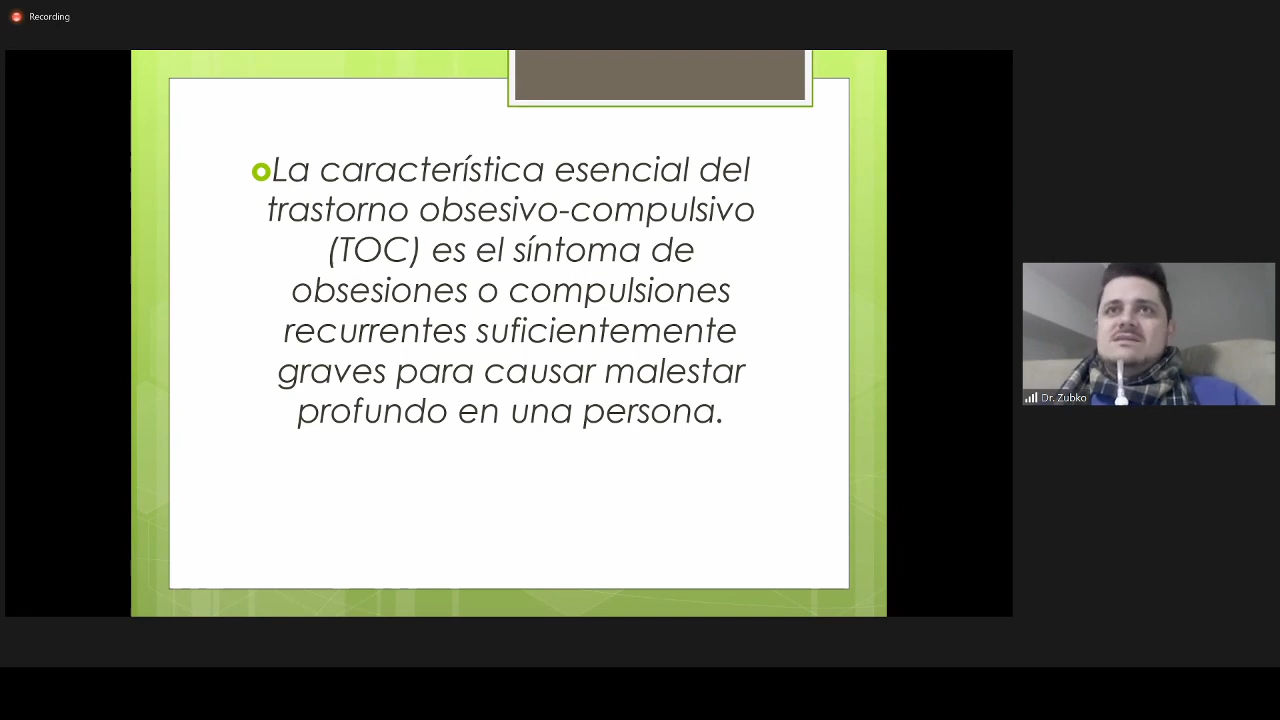 Recording
La característica esencial del
trastorno obsesivo-compulsivo
(TOC) es el síntoma de
obsesiones o compulsiones
recurrentes suficientemente
graves para causar malestar
profundo en una persona.
Dr. Zubko